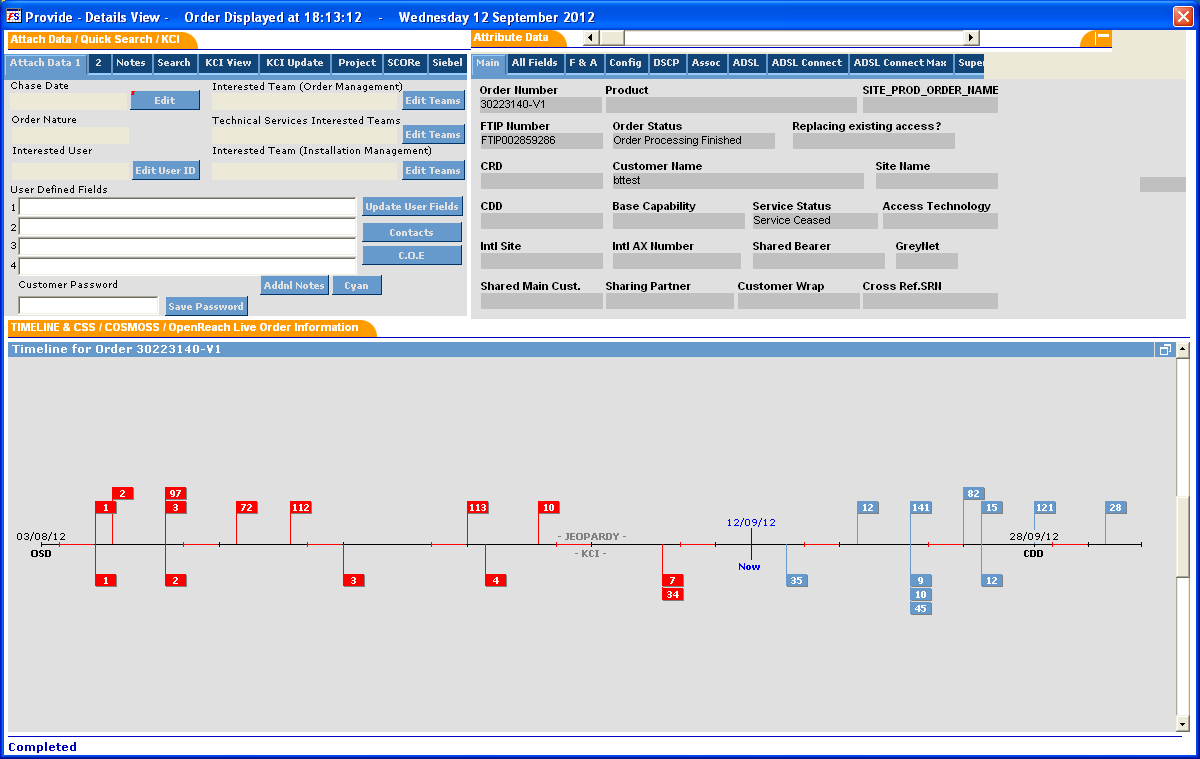 Provide - Details View - Order Displayed at 18:13:12 - Wednesday 12 September 2012
Attach Data / Quick Search / KCI
Attach Data 1 2 Notes Search KCI View KCI Update Project SCORe Siebel
Chase Date
Edit
Interested Team (Order Management)
Edit Teams
Order Nature
Technical Services Interested Teams
Edit Teams
Interested User
Edit User ID
Interested Team (Installation Management)
Edit Teams
User Defined Fields
1
Update User Fields
2
Contacts
3
C.O.E
4
Customer Password
Addnl Notes Cyan
Save Password
Attribute Data
Main All Fields F & A Config DSCP Assoc ADSL ADSL Connect ADSL Connect Max Super
Order Number Product SITE_PROD_ORDER_NAME
30223140-V1
FTIP Number Order Status Replacing existing access?
FTIP002859286 Order Processing Finished
CRD Customer Name Site Name
bttest
CDD Base Capability Service Status Access Technology
Service Ceased
Intl Site Intl AX Number Shared Bearer GreyNet
Shared Main Cust. Sharing Partner Customer Wrap Cross Ref.SRN
TIMELINE & CSS / COSMOSS / OpenReach Live Order Information
Timeline for Order 30223140-V1
2 97 82
1 3 72 112 113 10 12 141 15 121 28
12/09/12
03/08/12 - JEOPARDY - 28/09/12
OSD - KCI - CDD
Now
1 2 3 4 7 35 9 12
34 10
45
Completed